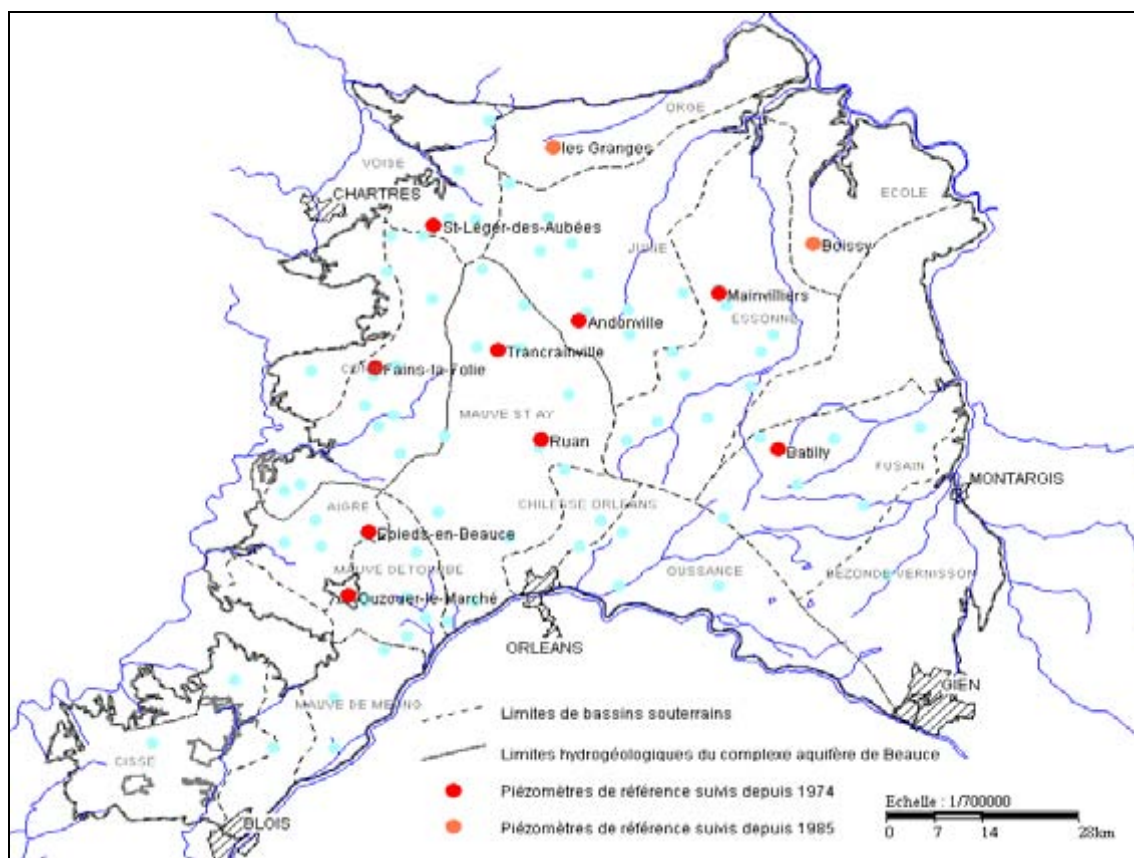 ORGE
les Granges
VOISE
CHARTRES
ECOLE
St-Léger-des-Aubées
JUINE
Boissy
Mainvilliers
Andonville
ESSONNE
Trancrainville
Fains-la-Folie
MAUVE ST AY
Ruan
Batilly
FUSAIN
MONTARGIS
CHILLESSE ORLEANS
AIGRE
Epieds-en-Beauce
MAUVE DETOURBE
OUSSANCE
BEZONDE-VERNISSON
Ouzouer-le-Marché
ORLEANS
GIEN
MAUVE DE MEUNG
Limites de bassins souterrains
CISSE
Limites hydrogéologiques du complexe aquifère de Beauce
Piézomètres de référence suivis depuis 1974
Echelle : 1/700000
BLOIS
Piézomètres de référence suivis depuis 1985
0 7 14 28km